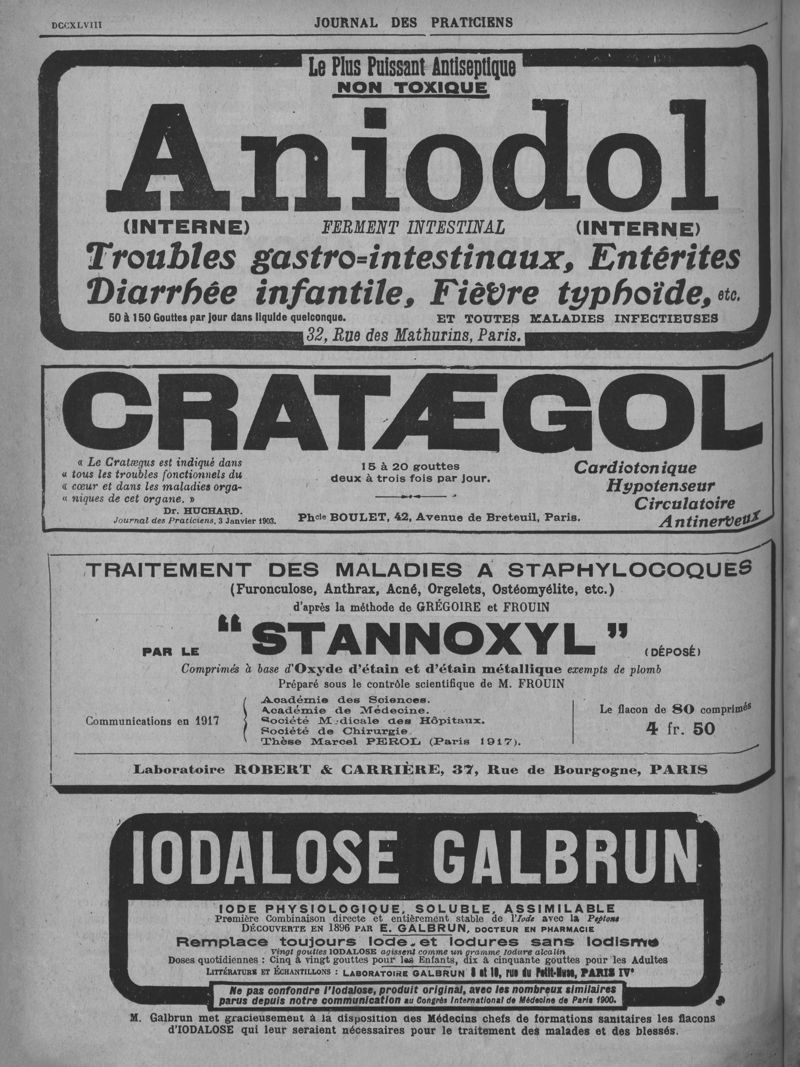 DCCXLVIII
JOURNAL DES PRATICIENS
Le Plus Puissant Antiseptique
NON TOXIQUE
Aniodol
(INTERNE) FERMENT INTESTINAL (INTERNE)
Troubles gastro=intestinaux, Entérites
Diarrhée infantile, Fièvre typhoïde, etc.
50 à 150 Gouttes par jour dans liquide quelconque. ET TOUTES MALADIES INFECTIEUSES
32, Rue des Mathurins, Paris.
CRATÆGOL
« Le Cratægus est indiqué dans
« tous les troubles fonctionnels du
« cœur et dans les maladies orga-
« niques de cet organe. »
Dr. HUCHARD.
Journal des Praticiens, 3 Janvier 1903.
15 à 20 gouttes
deux à trois fois par jour.
Phcie BOULET, 42, Avenue de Breteuil, Paris.
Cardiotonique
Hypotenseur
Circulatoire
Antinerveux
TRAITEMENT DES MALADIES A STAPHYLOCOQUES
(Furonculose, Anthrax, Acné, Orgelets, Ostéomyélite, etc.)
d'après la méthode de GRÉGOIRE et FROUIN
PAR LE "STANNOXYL" (DÉPOSÉ)
Comprimés à base d'Oxyde d'étain et d'étain métallique exempts de plomb
Préparé sous le contrôle scientifique de M. FROUIN
Communications en 1917
Académie des Sciences.
Académie de Médecine.
Société Médicale des Hôpitaux.
Société de Chirurgie.
Thèse Marcel PEROL (Paris 1917).
Le flacon de 80 comprimés
4 fr. 50
Laboratoire ROBERT & CARRIÈRE, 37, Rue de Bourgogne, PARIS
IODALOSE GALBRUN
IODE PHYSIOLOGIQUE, SOLUBLE, ASSIMILABLE
Première Combinaison directe et entièrement stable de l'Iode avec la Peptone
DÉCOUVERTE EN 1896 PAR E. GALBRUN, DOCTEUR EN PHARMACIE
Remplace toujours Iode et Iodures sans Iodisme
Vingt gouttes IODALOSE agissent comme un gramme Iodure alcalin
Doses quotidiennes : Cinq à vingt gouttes pour les Enfants, dix à cinquante gouttes pour les Adultes
LITTÉRATURE ET ÉCHANTILLONS : LABORATOIRE GALBRUN 8 et 10, rue du Petit-Musc, PARIS IVe
Ne pas confondre l'Iodalose, produit original, avec les nombreux similaires
parus depuis notre communication au Congrès International de Médecine de Paris 1900.
M. Galbrun met gracieusement à la disposition des Médecins chefs de formations sanitaires les flacons
d'IODALOSE qui leur seraient nécessaires pour le traitement des malades et des blessés.